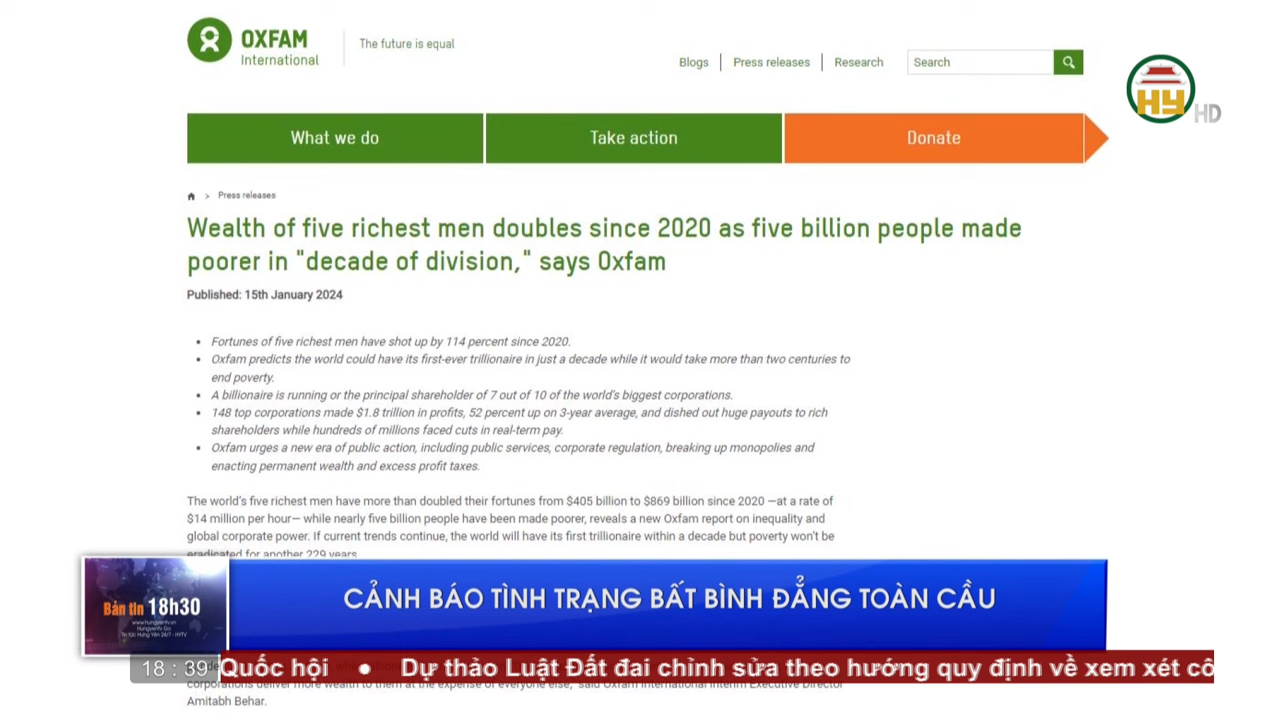 OXFAM
International
The future is equal
Blogs
Press releases
Research
Search
HY
HD
What we do
Take action
Donate
> Press releases
Wealth of five richest men doubles since 2020 as five billion people made
poorer in "decade of division," says Oxfam
Published: 15th January 2024
• Fortunes of five richest men have shot up by 114 percent since 2020.
• Oxfam predicts the world could have its first-ever trillionaire in just a decade while it would take more than two centuries to
end poverty.
• A billionaire is running or the principal shareholder of 7 out of 10 of the world's biggest corporations.
• 148 top corporations made $1.8 trillion in profits, 52 percent up on 3-year average, and dished out huge payouts to rich
shareholders while hundreds of millions faced cuts in real-term pay.
• Oxfam urges a new era of public action, including public services, corporate regulation, breaking up monopolies and
enacting permanent wealth and excess profit taxes.
The world's five richest men have more than doubled their fortunes from $405 billion to $869 billion since 2020 —at a rate of
$14 million per hour— while nearly five billion people have been made poorer, reveals a new Oxfam report on inequality and
global corporate power. If current trends continue, the world will have its first trillionaire within a decade but poverty won't be
eradicated for another 229 years.
Bản tin 18h30
www.hungyentv.vn
Hungyentv Go
Tin tức Hưng Yên 24/7 - HYTV
CẢNH BÁO TÌNH TRẠNG BẤT BÌNH ĐẲNG TOÀN CẦU
18 : 39
Quốc hội ● Dự thảo Luật Đất đai chỉnh sửa theo hướng quy định về xem xét cô
corporations deliver more wealth to them at the expense of everyone else," said Oxfam International interim Executive Director
Amitabh Behar.